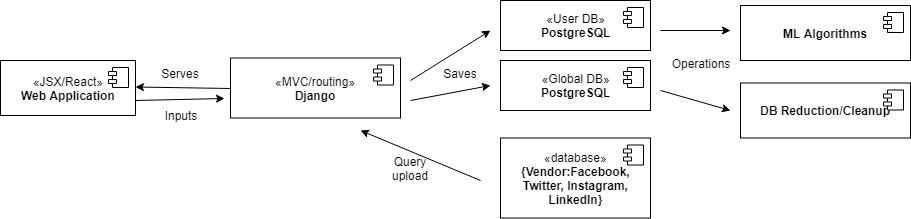 «JSX/React»
Web Application
Serves
Inputs
«MVC/routing»
Django
Saves
Query
upload
«User DB»
PostgreSQL
«Global DB»
PostgreSQL
«database»
{Vendor:Facebook,
Twitter, Instagram,
LinkedIn}
Operations
ML Algorithms
DB Reduction/Cleanup